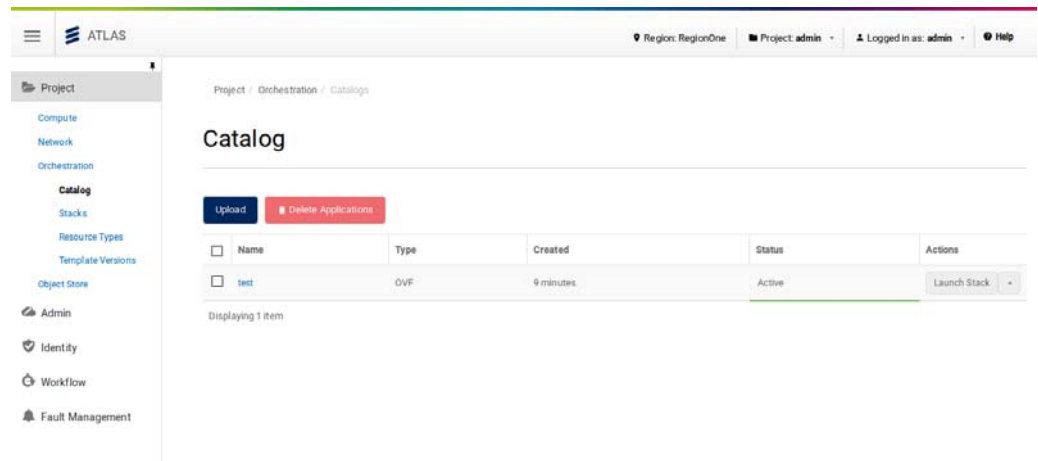 ATLAS
Region: RegionOne
Project: admin
Logged in as: admin
Help
Project
Compute
Network
Orchestration
Catalog
Stacks
Resource Types
Template Versions
Object Store
Admin
Identity
Workflow
Fault Management
Project / Orchestration / Catalogs
Catalog
Upload
Delete Applications
Name Type Created Status Actions
test OVF 9 minutes Active Launch Stack
Displaying 1 item